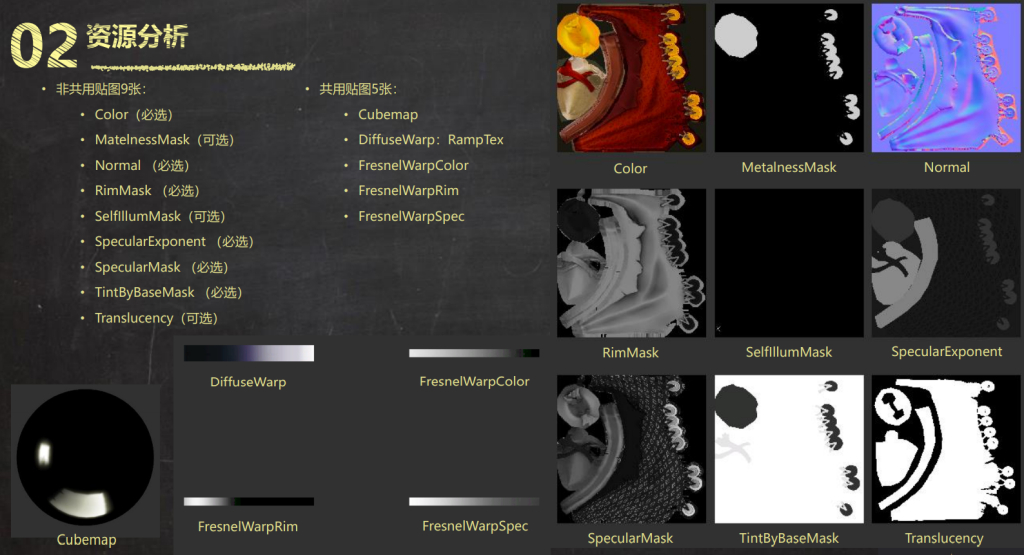 02 资源分析
• 非共用贴图9张:
• Color（必选）
• MatelnessMask（可选）
• Normal （必选）
• RimMask （必选）
• SelfIllumMask（可选）
• SpecularExponent （必选）
• SpecularMask （必选）
• TintByBaseMask （必选）
• Translucency（可选）
• 共用贴图5张:
• Cubemap
• DiffuseWarp：RampTex
• FresnelWarpColor
• FresnelWarpRim
• FresnelWarpSpec
Cubemap
DiffuseWarp
FresnelWarpColor
FresnelWarpRim
FresnelWarpSpec
Color
MetalnessMask
Normal
RimMask
SelfIllumMask
SpecularExponent
SpecularMask
TintByBaseMask
Translucency